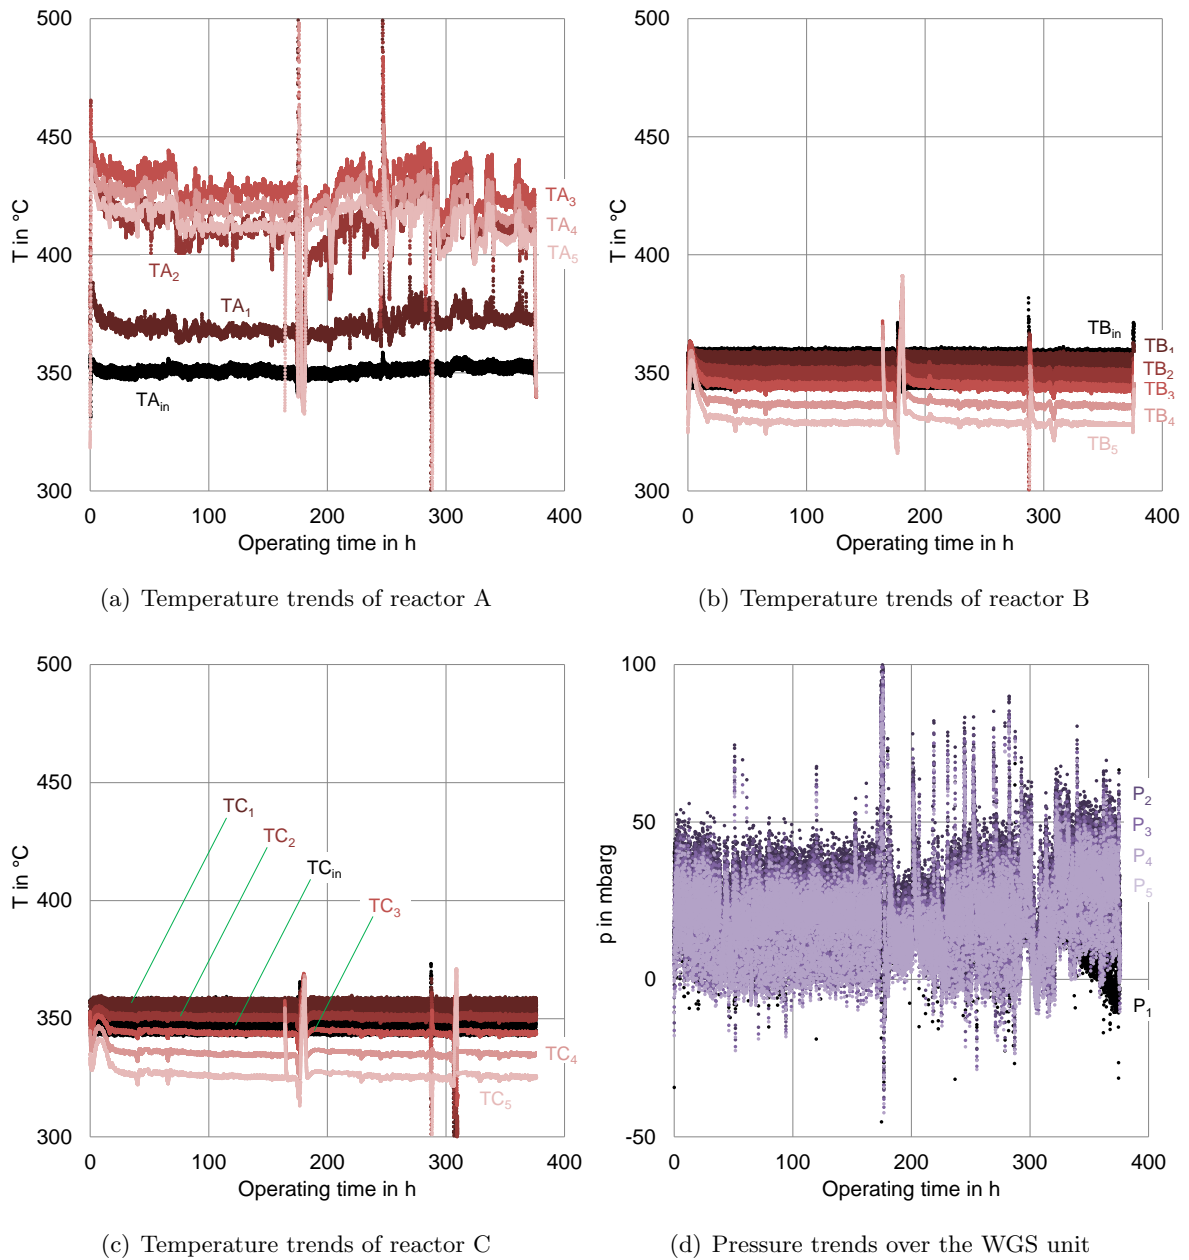 500
450
400
350
300
T in °C
TA3
TA4
TA5
TA2
TA1
TAin
0 100 200 300 400
Operating time in h
(a) Temperature trends of reactor A
500
450
400
350
300
T in °C
TBin
TB1
TB2
TB3
TB4
TB5
0 100 200 300 400
Operating time in h
(b) Temperature trends of reactor B
500
450
400
350
300
T in °C
TC1
TC2
TCin
TC3
TC4
TC5
0 100 200 300 400
Operating time in h
(c) Temperature trends of reactor C
100
50
0
-50
p in mbarg
P2
P3
P4
P5
P1
0 100 200 300 400
Operating time in h
(d) Pressure trends over the WGS unit